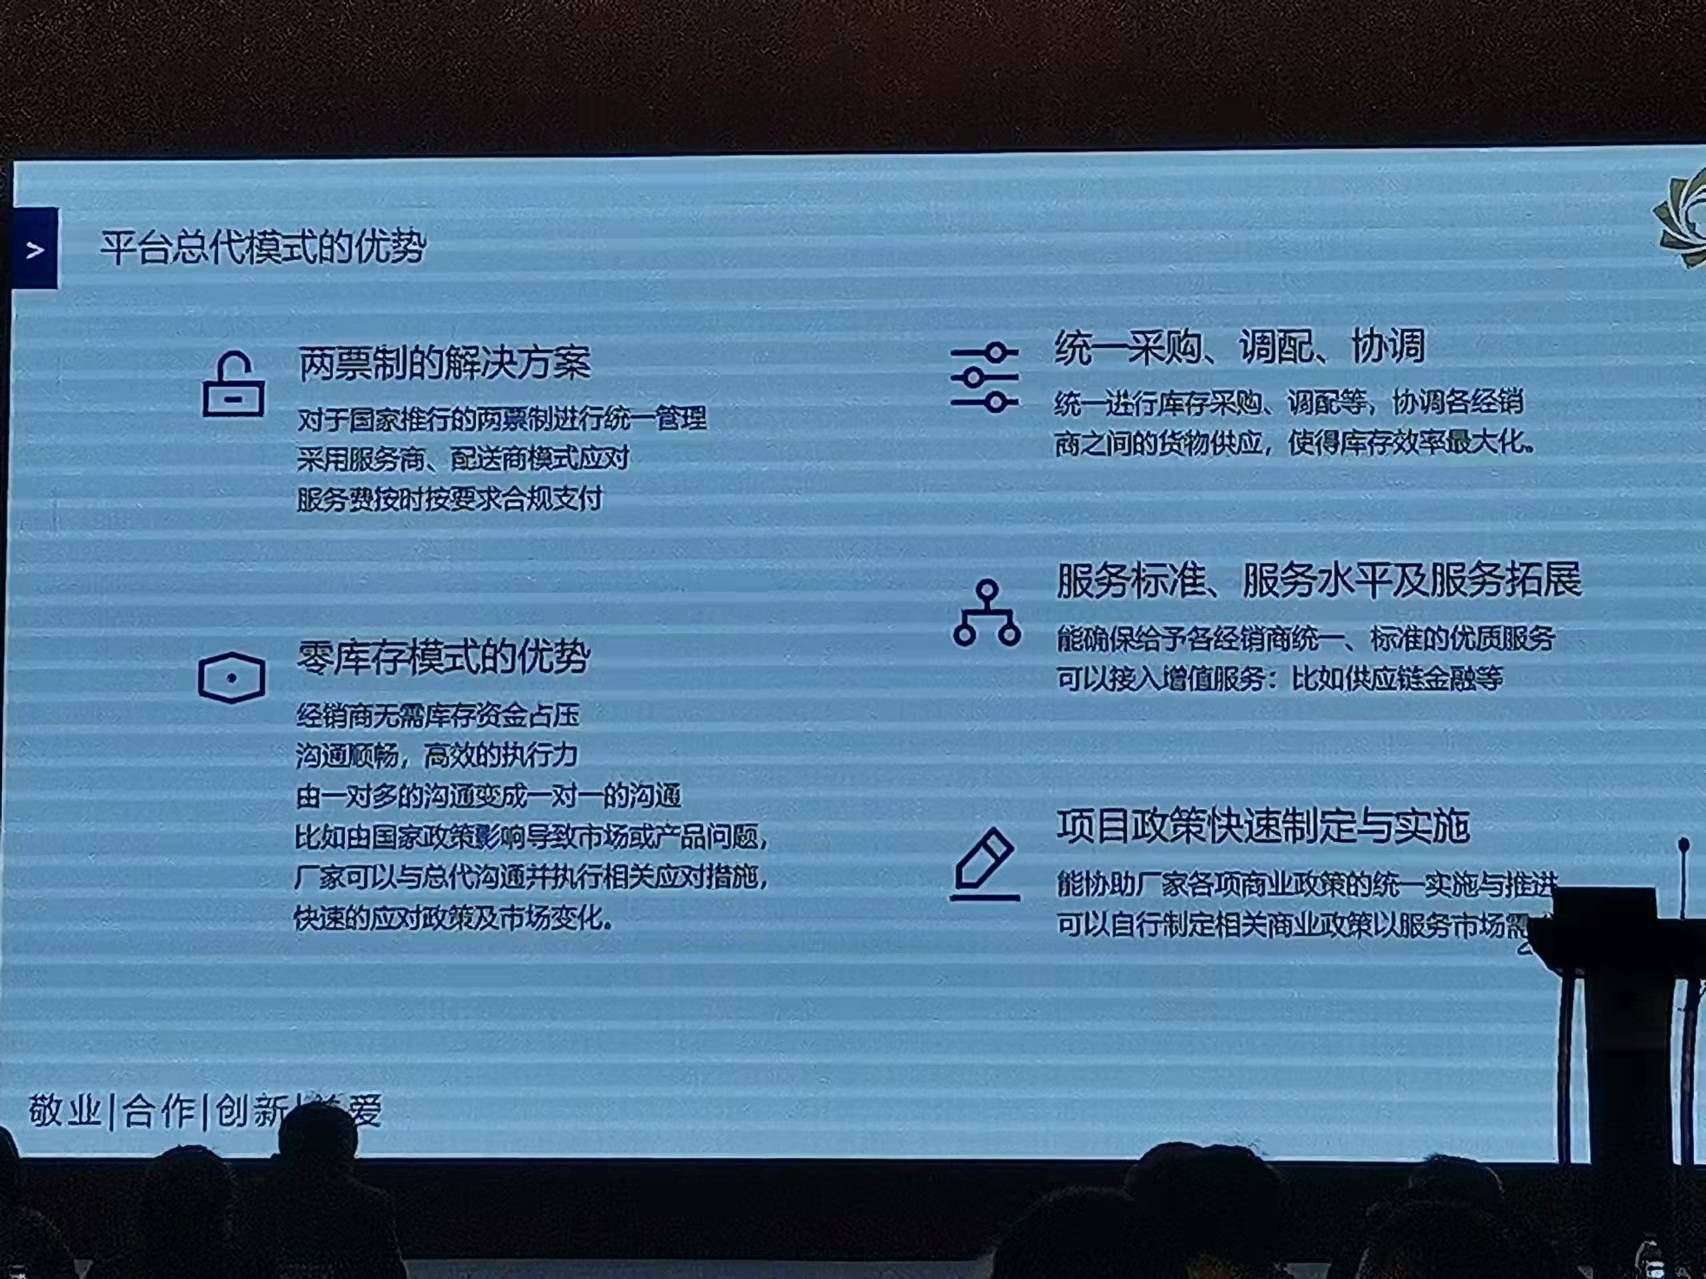 >
平台总代模式的优势
两票制的解决方案
对于国家推行的两票制进行统一管理
采用服务商、配送商模式应对
服务费按时按要求合规支付
零库存模式的优势
经销商无需库存资金占压
沟通顺畅，高效的执行力
由一对多的沟通变成一对一的沟通
比如由国家政策影响导致市场或产品问题，
厂家可以与总代沟通并执行相关应对措施，
快速的应对政策及市场变化。
统一采购、调配、协调
统一进行库存采购、调配等，协调各经销
商之间的货物供应，使得库存效率最大化。
服务标准、服务水平及服务拓展
能确保给予各经销商统一、标准的优质服务
可以接入增值服务：比如供应链金融等
项目政策快速制定与实施
能协助厂家各项商业政策的统一实施与推进
可以自行制定相关商业政策以服务市场需
敬业|合作|创新|爱